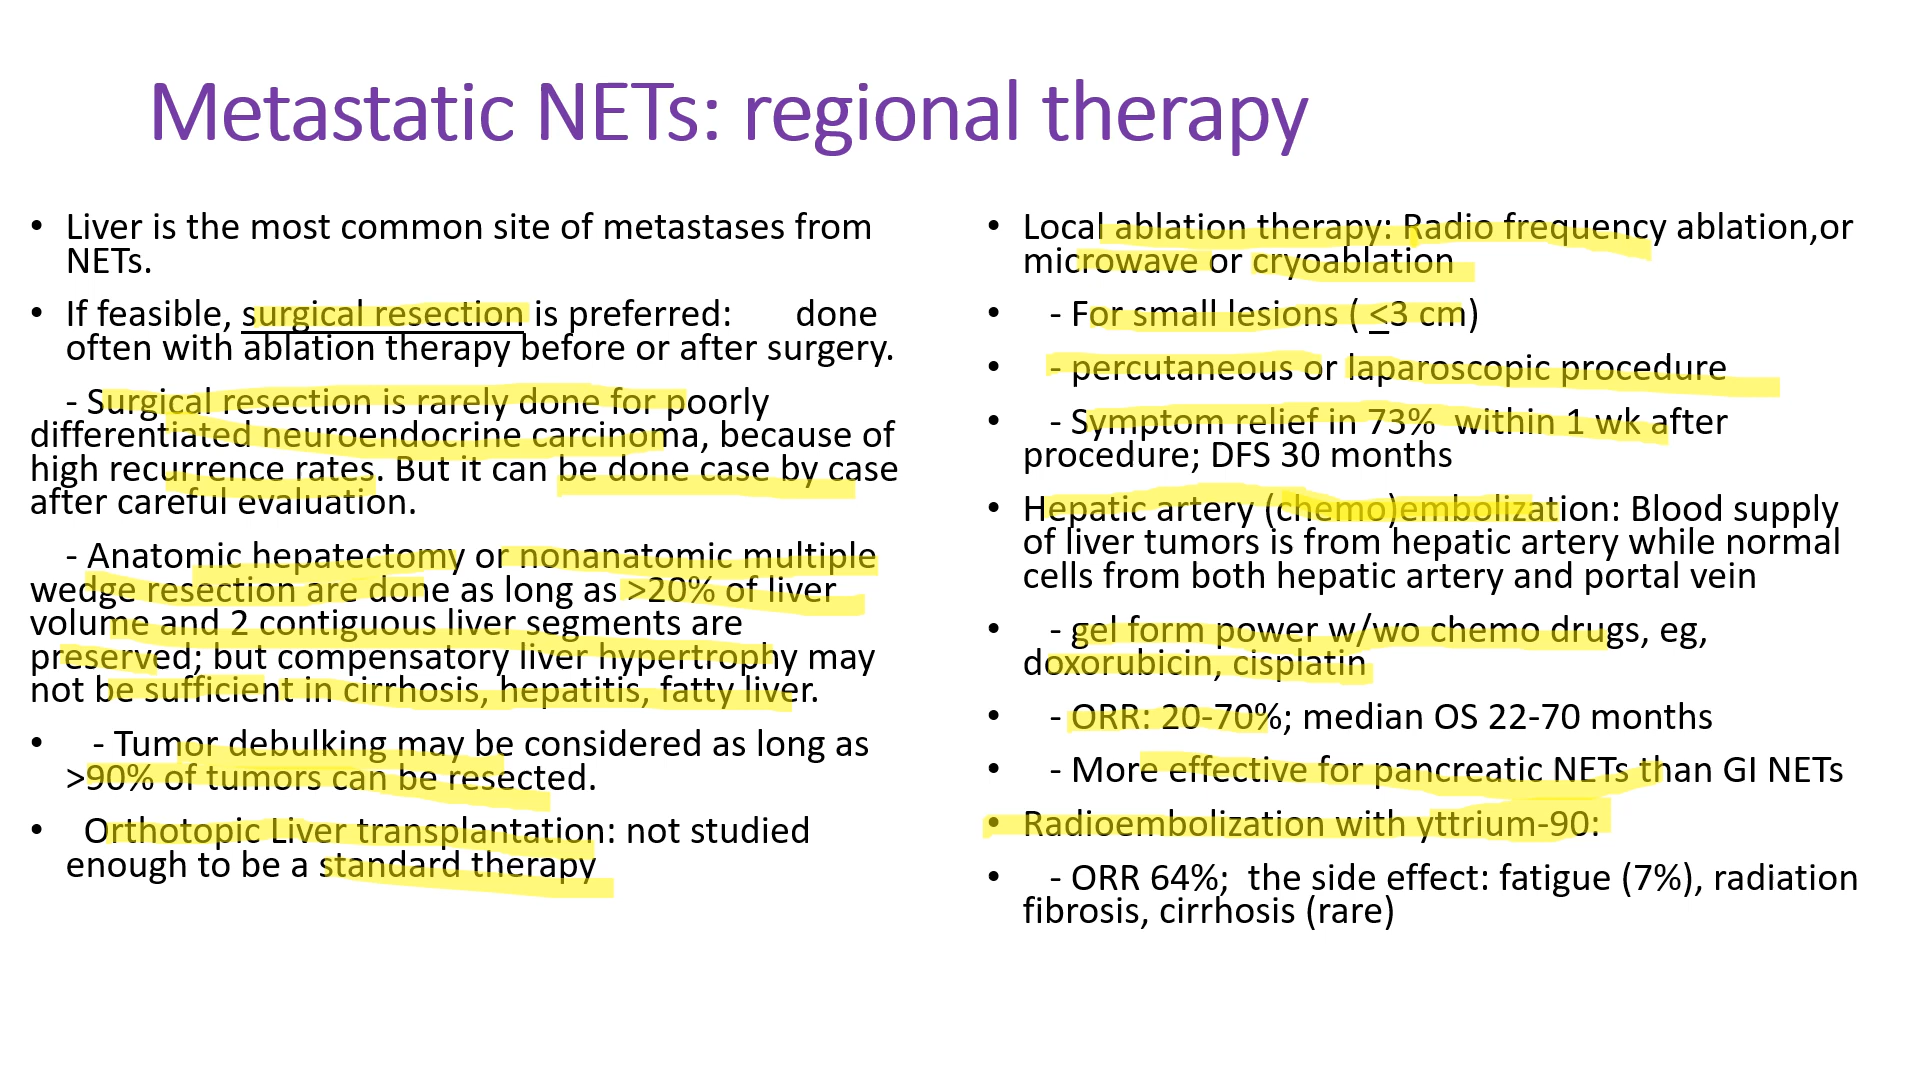 Metastatic NETs: regional therapy
• Liver is the most common site of metastases from
NETs.
• If feasible, surgical resection is preferred: done
often with ablation therapy before or after surgery.
- Surgical resection is rarely done for poorly
differentiated neuroendocrine carcinoma, because of
high recurrence rates. But it can be done case by case
after careful evaluation.
- Anatomic hepatectomy or nonanatomic multiple
wedge resection are done as long as >20% of liver
volume and 2 contiguous liver segments are
preserved; but compensatory liver hypertrophy may
not be sufficient in cirrhosis, hepatitis, fatty liver.
• - Tumor debulking may be considered as long as
>90% of tumors can be resected.
• Orthotopic Liver transplantation: not studied
enough to be a standard therapy
• Local ablation therapy: Radio frequency ablation,or
microwave or cryoablation
• - For small lesions ( <3 cm)
• - percutaneous or laparoscopic procedure
• - Symptom relief in 73% within 1 wk after
procedure; DFS 30 months
• Hepatic artery (chemo)embolization: Blood supply
of liver tumors is from hepatic artery while normal
cells from both hepatic artery and portal vein
• - gel form power w/wo chemo drugs, eg,
doxorubicin, cisplatin
• - ORR: 20-70%; median OS 22-70 months
• - More effective for pancreatic NETs than GI NETs
• Radioembolization with yttrium-90:
• - ORR 64%; the side effect: fatigue (7%), radiation
fibrosis, cirrhosis (rare)